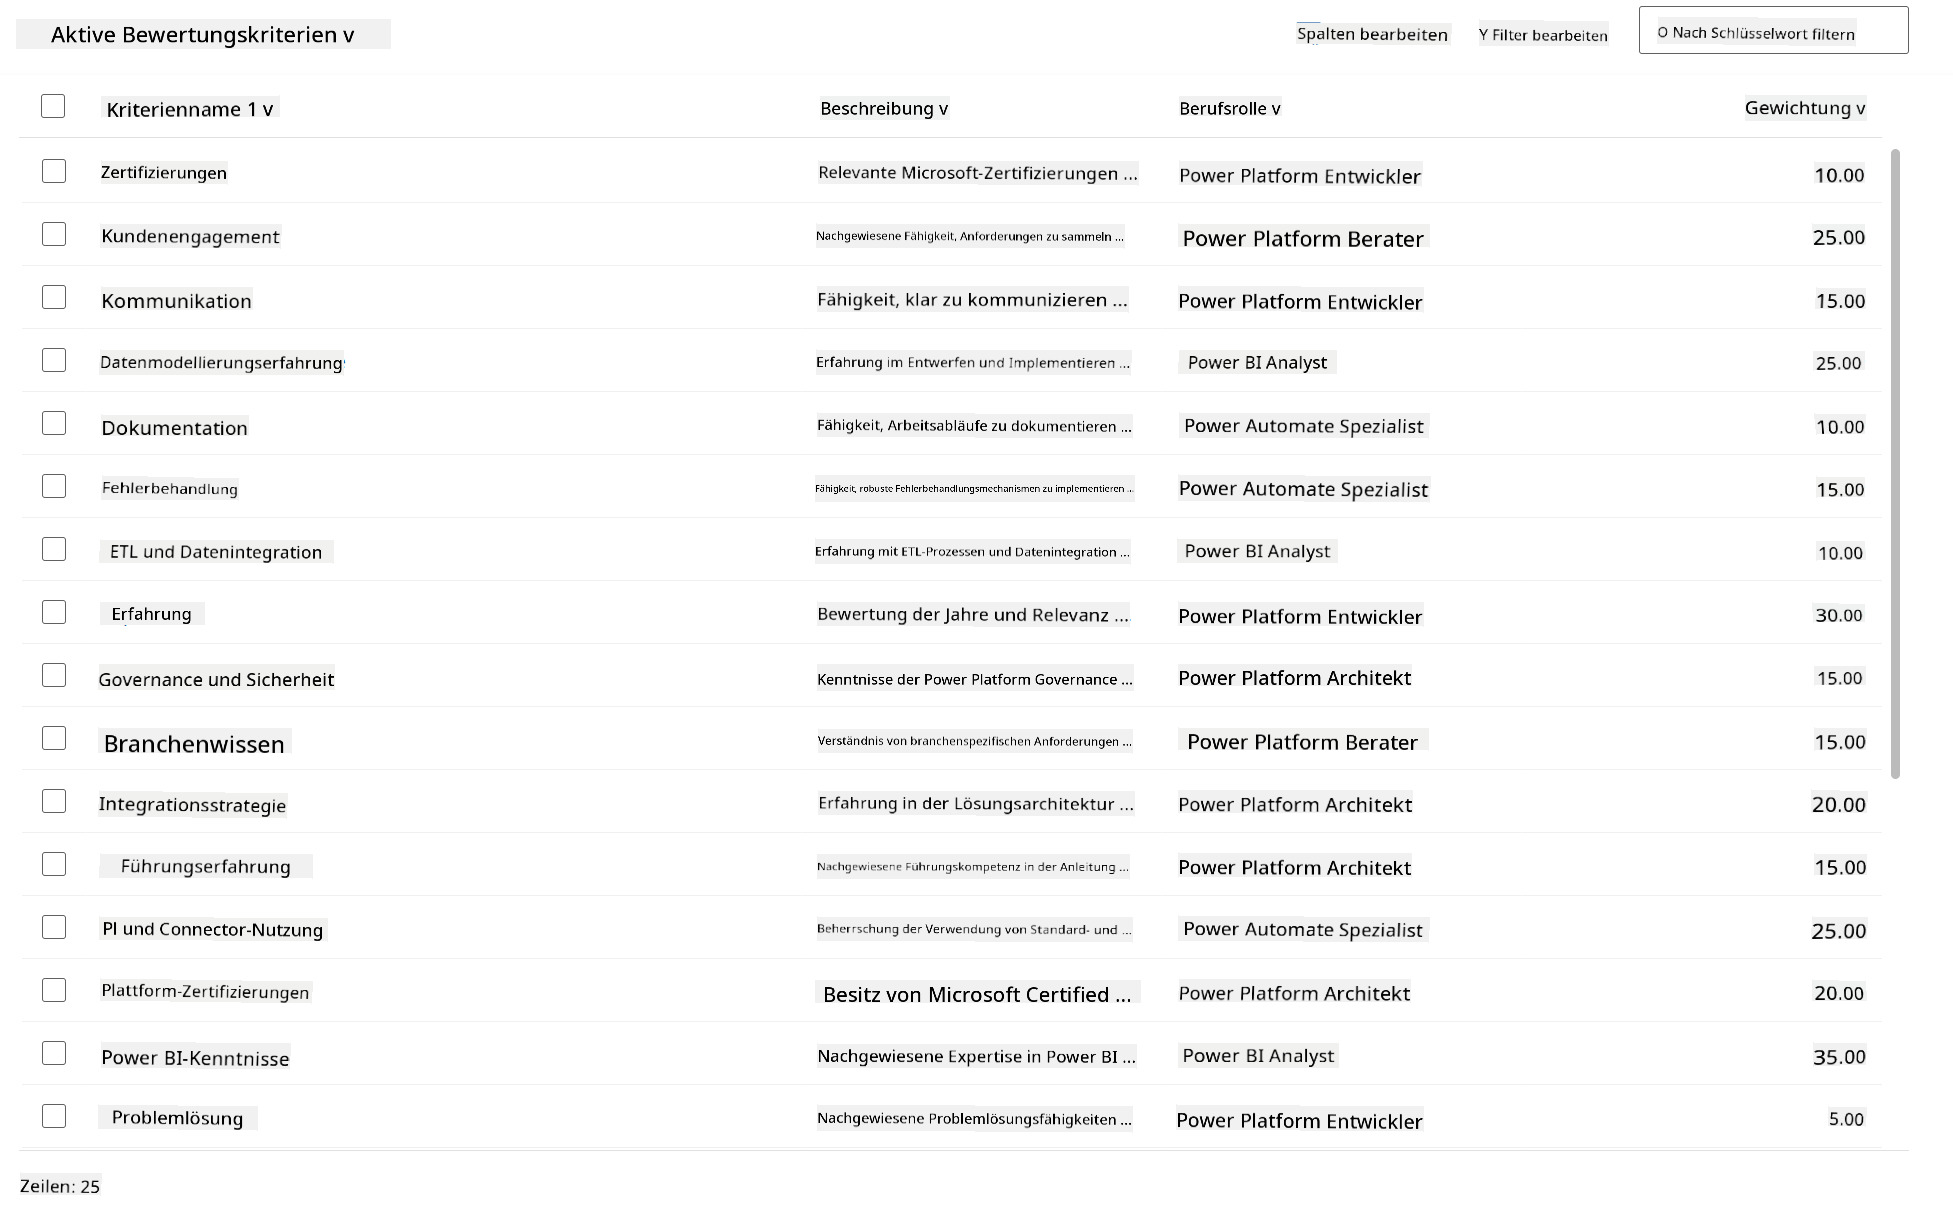 Aktive Bewertungskriterien v Spalten bearbeiten Y Filter bearbeiten O Nach Schlüsselwort filtern
Kriterienname 1 v Beschreibung v Berufsrolle v Gewichtung v
Zertifizierungen Relevante Microsoft-Zertifizierungen ... Power Platform Entwickler 10.00
Kundenengagement Nachgewiesene Fähigkeit, Anforderungen zu sammeln ... Power Platform Berater 25.00
Kommunikation Fähigkeit, klar zu kommunizieren ... Power Platform Entwickler 15.00
Datenmodellierungserfahrung Erfahrung im Entwerfen und Implementieren ... Power BI Analyst 25.00
Dokumentation Fähigkeit, Arbeitsabläufe zu dokumentieren ... Power Automate Spezialist 10.00
Fehlerbehandlung Fähigkeit, robuste Fehlerbehandlungsmechanismen zu implementieren ... Power Automate Spezialist 15.00
ETL und Datenintegration Erfahrung mit ETL-Prozessen und Datenintegration ... Power BI Analyst 10.00
Erfahrung Bewertung der Jahre und Relevanz ... Power Platform Entwickler 30.00
Governance und Sicherheit Kenntnisse der Power Platform Governance ... Power Platform Architekt 15.00
Branchenwissen Verständnis von branchenspezifischen Anforderungen ... Power Platform Berater 15.00
Integrationsstrategie Erfahrung in der Lösungsarchitektur ... Power Platform Architekt 20.00
Führungserfahrung Nachgewiesene Führungskompetenz in der Anleitung ... Power Platform Architekt 15.00
PI und Connector-Nutzung Beherrschung der Verwendung von Standard- und ... Power Automate Spezialist 25.00
Plattform-Zertifizierungen Besitz von Microsoft Certified ... Power Platform Architekt 20.00
Power BI-Kenntnisse Nachgewiesene Expertise in Power BI ... Power BI Analyst 35.00
Problemlösung Nachgewiesene Problemlösungsfähigkeiten ... Power Platform Entwickler 5.00
Zeilen: 25